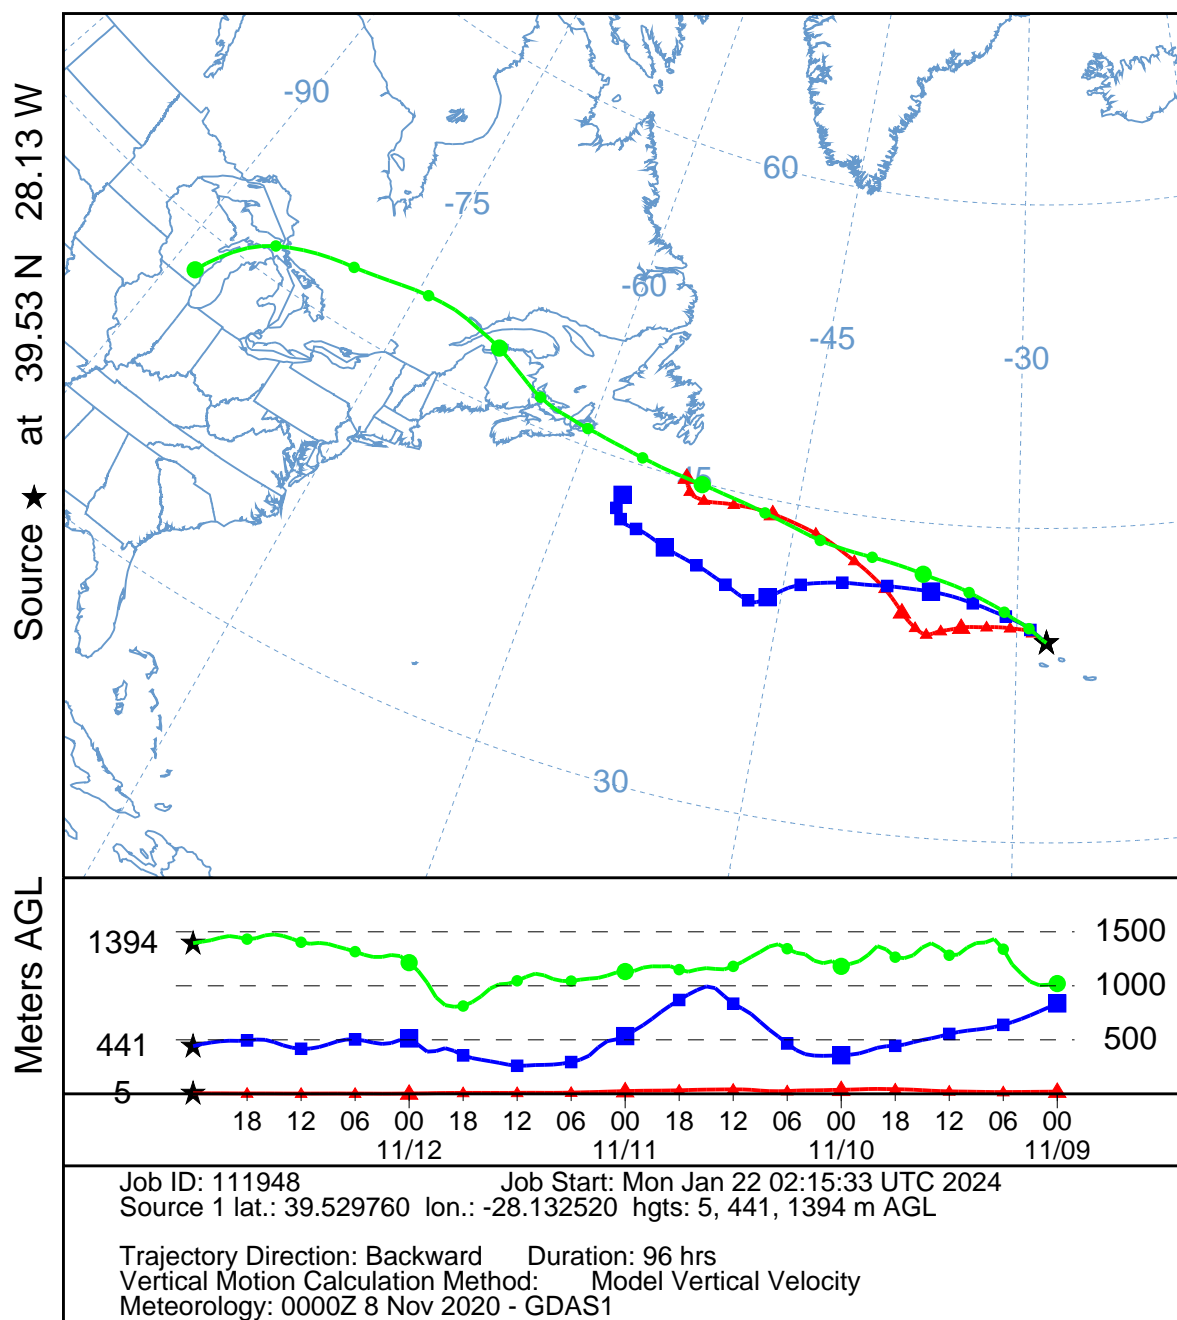 Source ★ at 39.53 N 28.13 W
-90
-75
60
-60
-45
-30
45
30
Meters AGL
1394
441
5
1500
1000
500
18 12 06 00 18 12 06 00 18 12 06 00 18 12 06 00
11/12 11/11 11/10 11/09
Job ID: 111948 Job Start: Mon Jan 22 02:15:33 UTC 2024
Source 1 lat.: 39.529760 lon.: -28.132520 hgts: 5, 441, 1394 m AGL
Trajectory Direction: Backward Duration: 96 hrs
Vertical Motion Calculation Method: Model Vertical Velocity
Meteorology: 0000Z 8 Nov 2020 - GDAS1